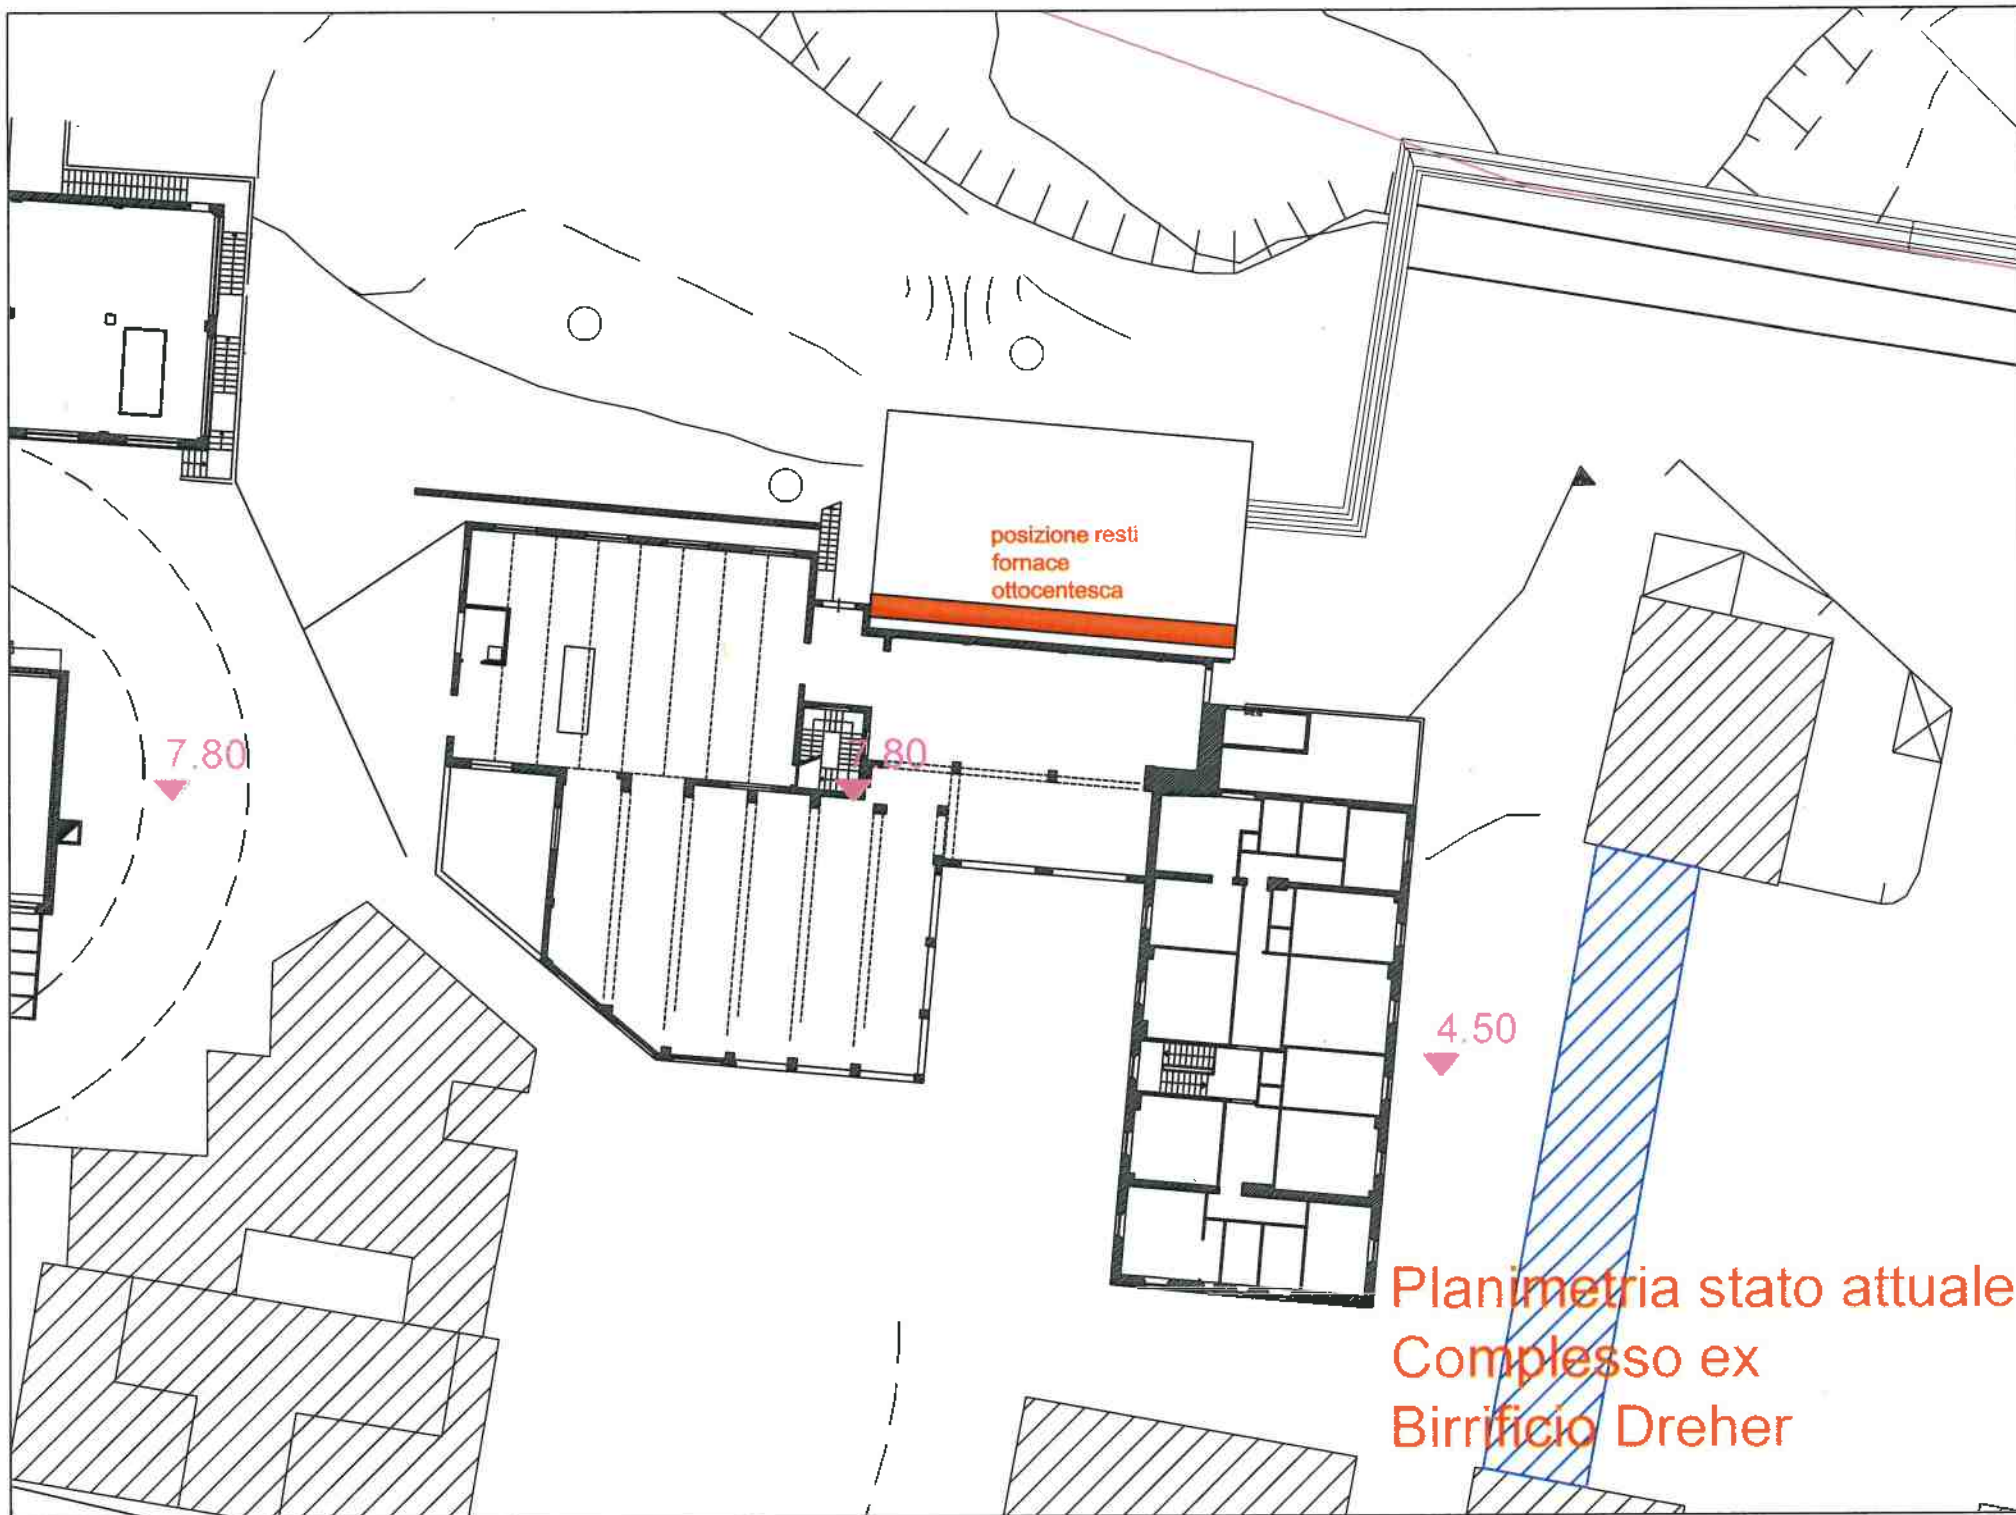 posizione resti
fornace
ottocentesca
7.80
7.80
4.50
Planimetria stato attuale
Complesso ex
Birrificio Dreher